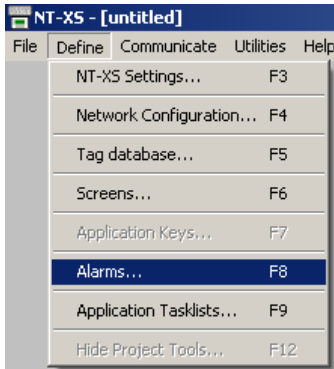 NT-XS - [untitled]
File Define Communicate Utilities Help
NT-XS Settings... F3
Network Configuration... F4
Tag database... F5
Screens... F6
Application Keys... F7
Alarms... F8
Application Tasklists... F9
Hide Project Tools... F12